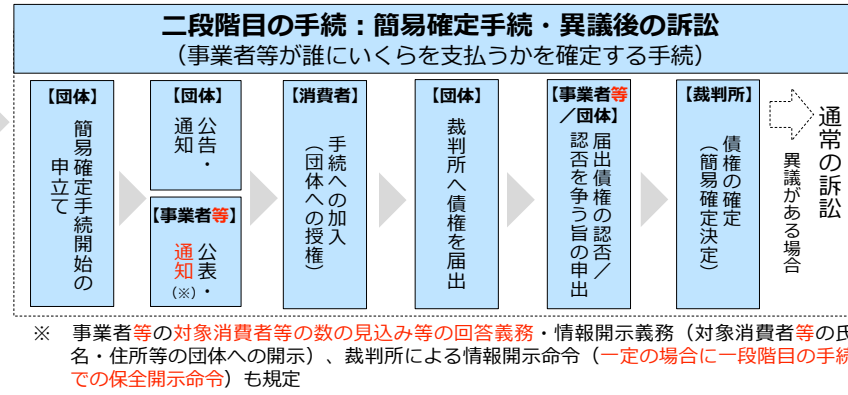 二段階目の手続：簡易確定手続・異議後の訴訟
（事業者等が誰にいくらを支払うかを確定する手続）
【団体】
簡易確定手続開始の
申立て
【団体】
公告・
通知
【事業者等】
公表・
通知
（※）
【消費者】
手続への加入
（団体への授権）
【団体】
裁判所へ債権を届出
【事業者等
／団体】
届出債権の認否／
認否を争う旨の申出
【裁判所】
債権の確定
（簡易確定決定）
通常の訴訟
異議がある場合
※　事業者等の対象消費者等の数の見込み等の回答義務・情報開示義務（対象消費者等の氏
名・住所等の団体への開示）、裁判所による情報開示命令（一定の場合に一段階目の手続
での保全開示命令）も規定